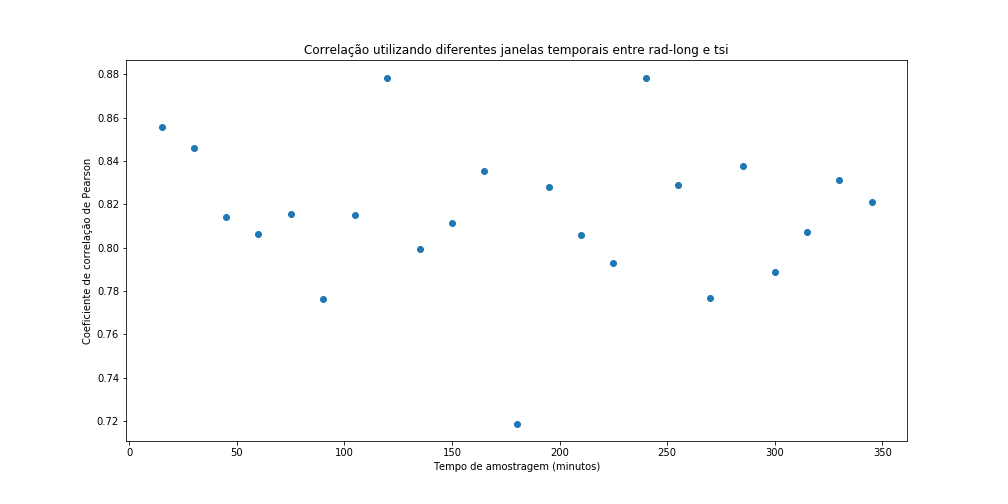 Correlação utilizando diferentes janelas temporais entre rad-long e tsi
0.88
0.86
0.84
0.82
0.80
0.78
0.76
0.74
0.72
Coeficiente de correlação de Pearson
0 50 100 150 200 250 300 350
Tempo de amostragem (minutos)